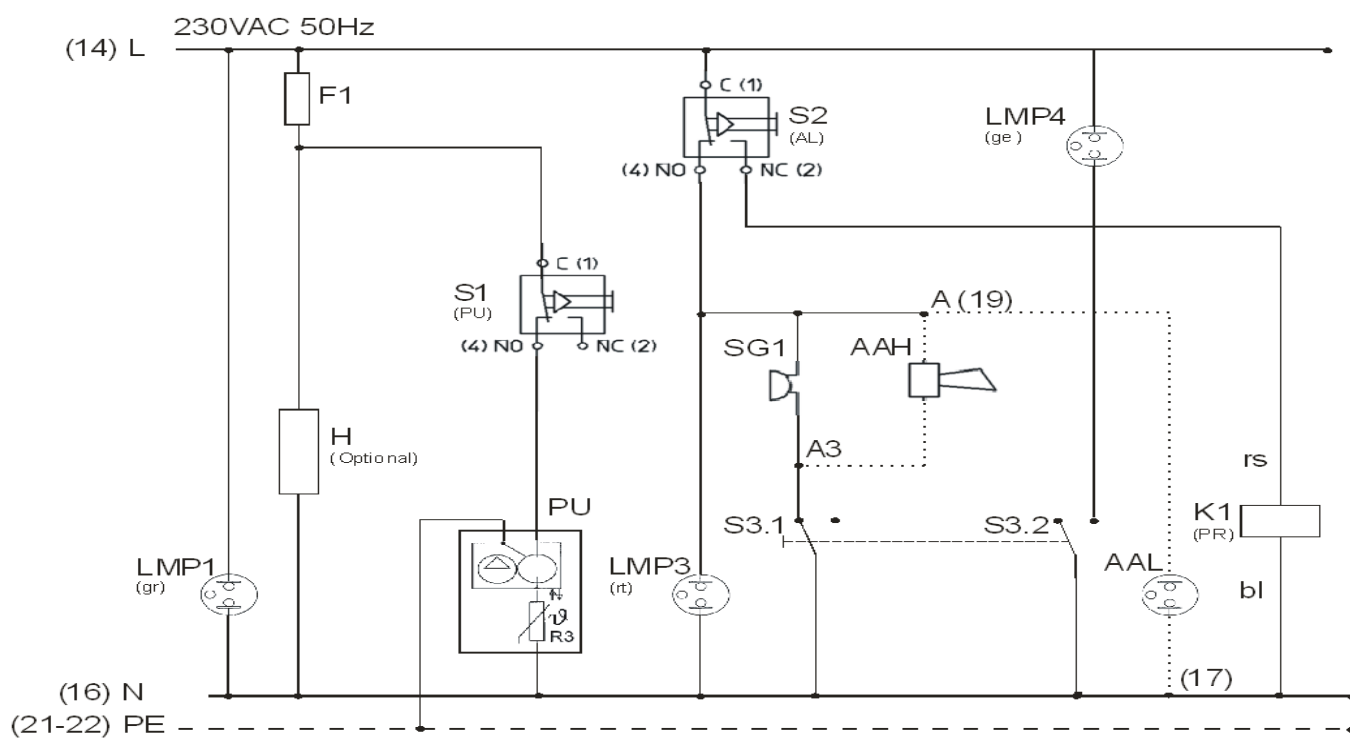 230VAC 50Hz
(14) L
F1
C (1)
S2
(AL)
LMP4
(ge )
(4) NO
NC (2)
C (1)
S1
(PU)
(4) NO
NC (2)
A (19)
SG1
AAH
H
( Optional)
A3
rs
PU
S3.1
S3.2
K1
(PR)
LMP1
(gr)
LMP3
(rt)
AAL
bl
ϑ
R3
(17)
(16) N
(21-22) PE